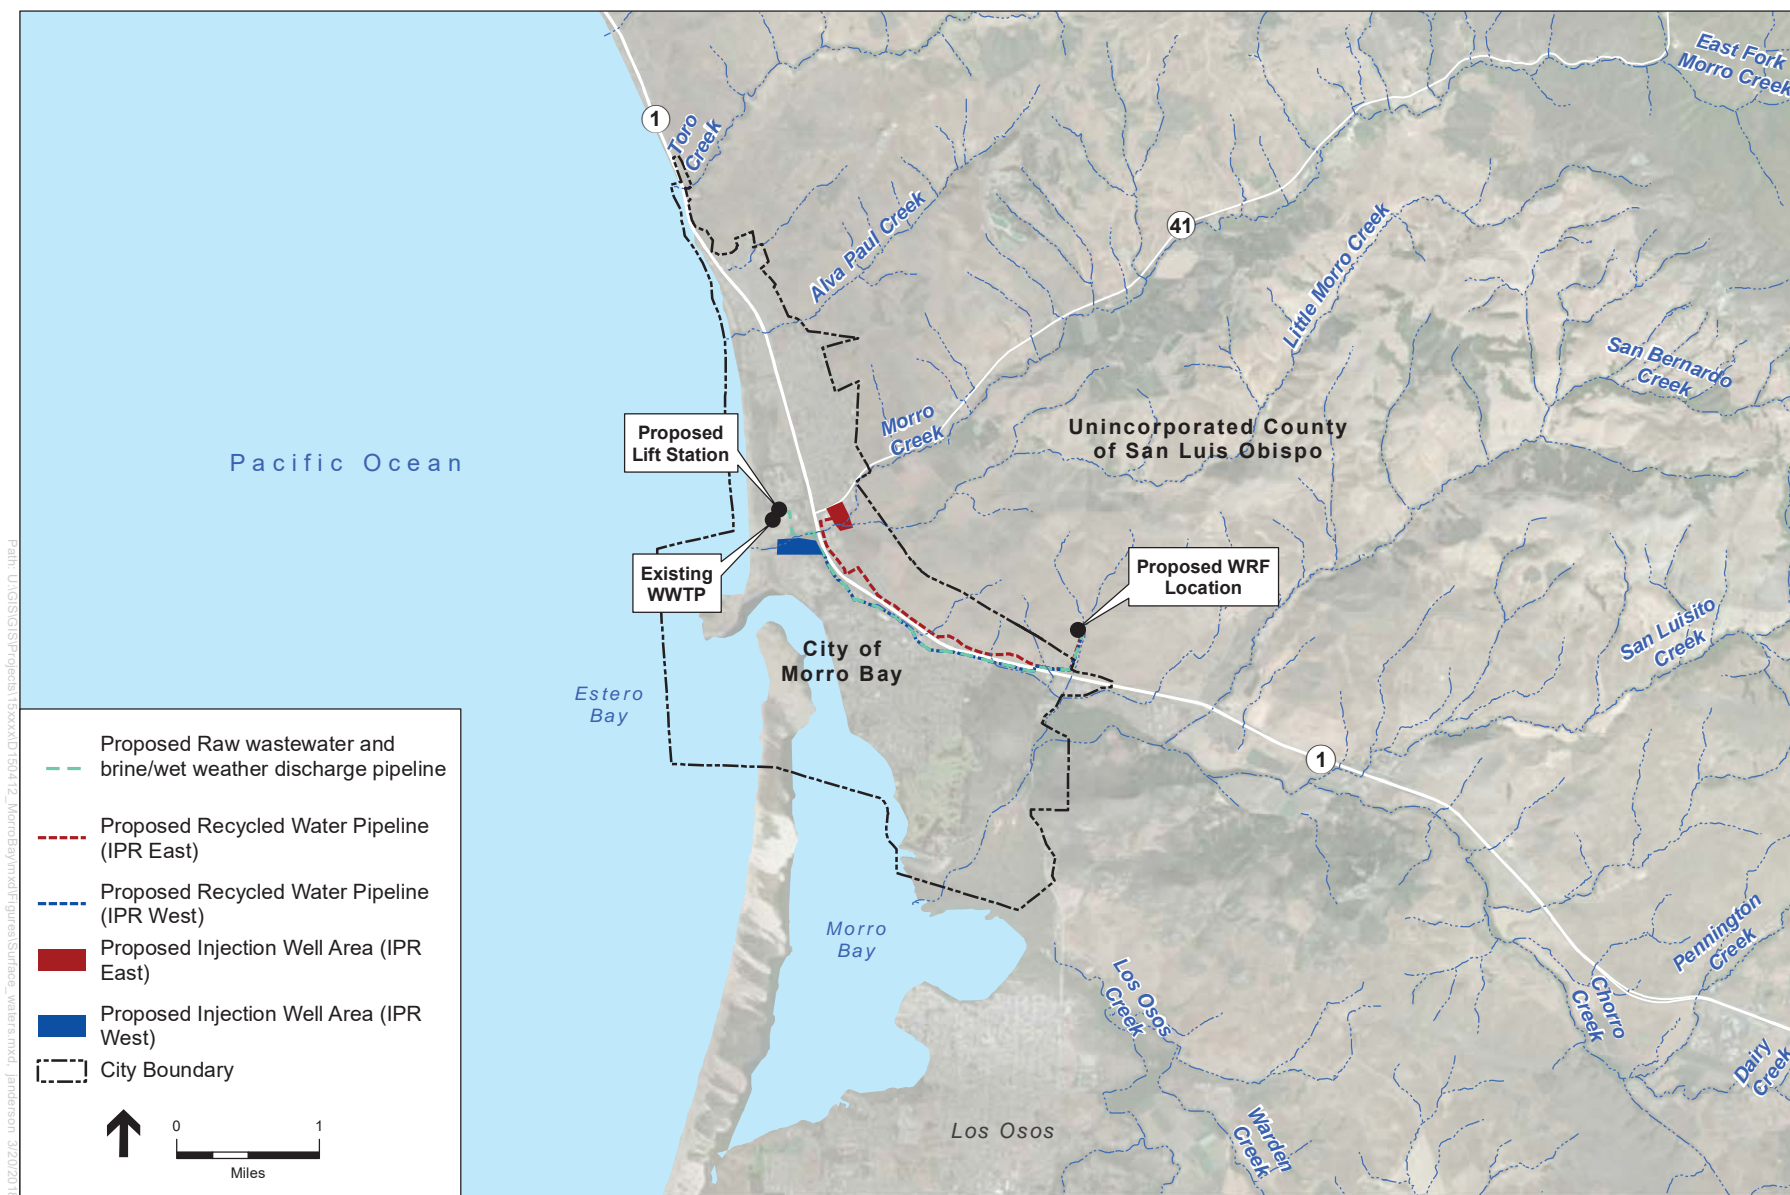 East Fork
Morro Creek
1
Toro
Creek
Alva Paul Creek
41
Little Morro Creek
San Bernardo
Creek
Morro
Creek
Unincorporated County
of San Luis Obispo
Proposed
Lift Station
Pacific Ocean
Existing
WWTP
Proposed WRF
Location
San Luisito
Creek
City of
Morro Bay
Estero
Bay
1
Morro
Bay
Pennington
Creek
Los Osos
Creek
Chorro
Creek
Dairy
Creek
Warden
Creek
Los Osos
Proposed Raw wastewater and
brine/wet weather discharge pipeline
Proposed Recycled Water Pipeline
(IPR East)
Proposed Recycled Water Pipeline
(IPR West)
Proposed Injection Well Area (IPR
East)
Proposed Injection Well Area (IPR
West)
City Boundary
0 1
Miles